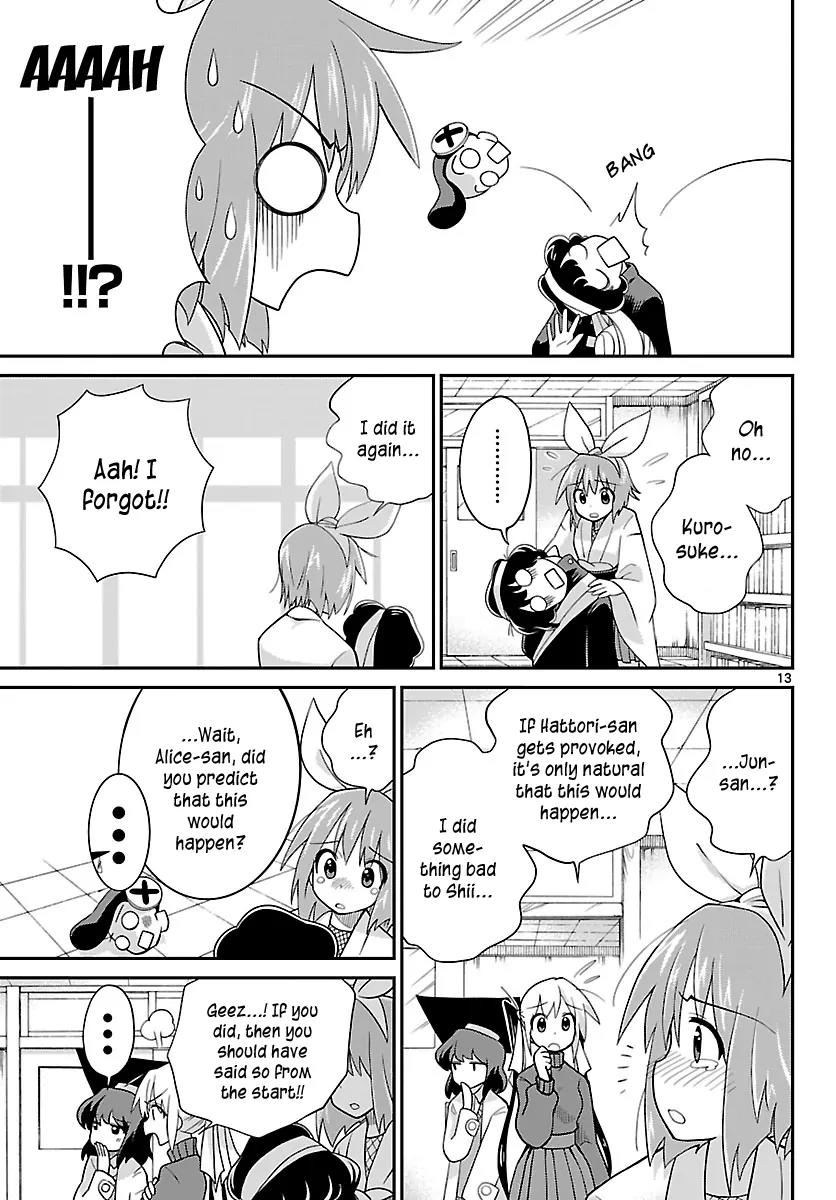 BANG
AAAAH
!!?
Oh
no...
Kuro-
suke...
.........
I did it
again...
Aah! I
forgot!!
13
...Jun-
san...?
If Hattori-san
gets provoked,
it's only natural
that this would
happen...
I did
some-
thing bad
to Shii...
Eh
...?
...Wait,
Alice-san, did
you predict
that this
would
happen?
...
Geez...! If you
did, then you
should have
said so from
the start!!
...